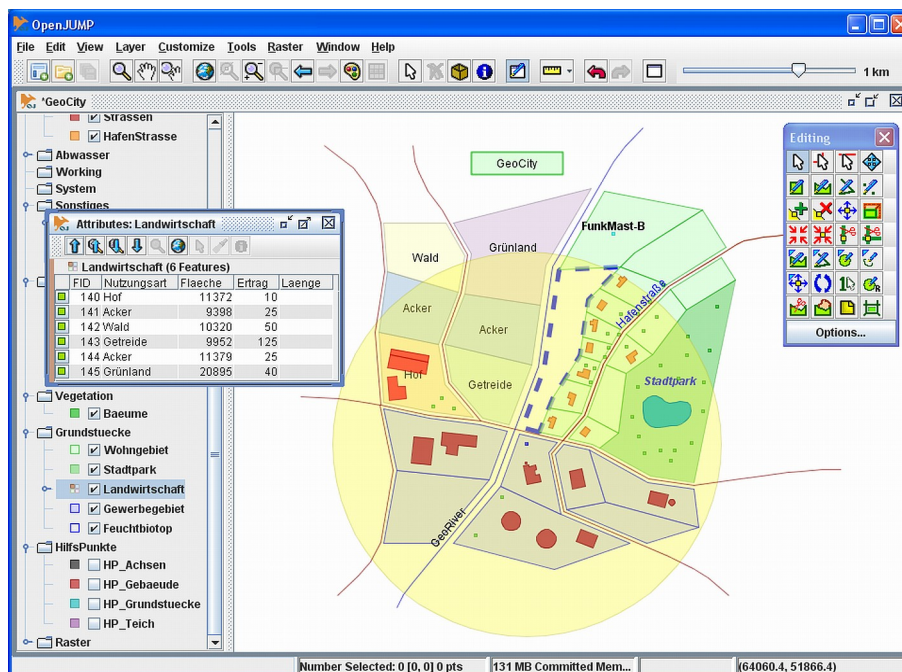 OpenJUMP
File Edit View Layer Customize Tools Raster Window Help
1 km
*GeoCity
Strassen
HafenStrasse
Abwasser
Working
System
Sonstiges
Attributes: Landwirtschaft
Landwirtschaft (6 Features)
FID Nutzungsart Flaeche Ertrag Laenge
140 Hof 11372 10
141 Acker 9398 25
142 Wald 10320 50
143 Getreide 9952 125
144 Acker 11379 25
145 Grünland 20895 40
Vegetation
Baeume
Grundstuecke
Wohngebiet
Stadtpark
Landwirtschaft
Gewerbegebiet
Feuchtbiotop
HilfsPunkte
HP_Achsen
HP_Gebaeude
HP_Grundstuecke
HP_Teich
Raster
GeoCity
FunkMast-B
Grünland
Wald
Acker
Acker
Hafenstraße
Hof
Getreide
Stadtpark
GeoRiver
Editing
Options...
Number Selected: 0 [0, 0] 0 pts
131 MB Committed Mem...
(64060.4, 51866.4)